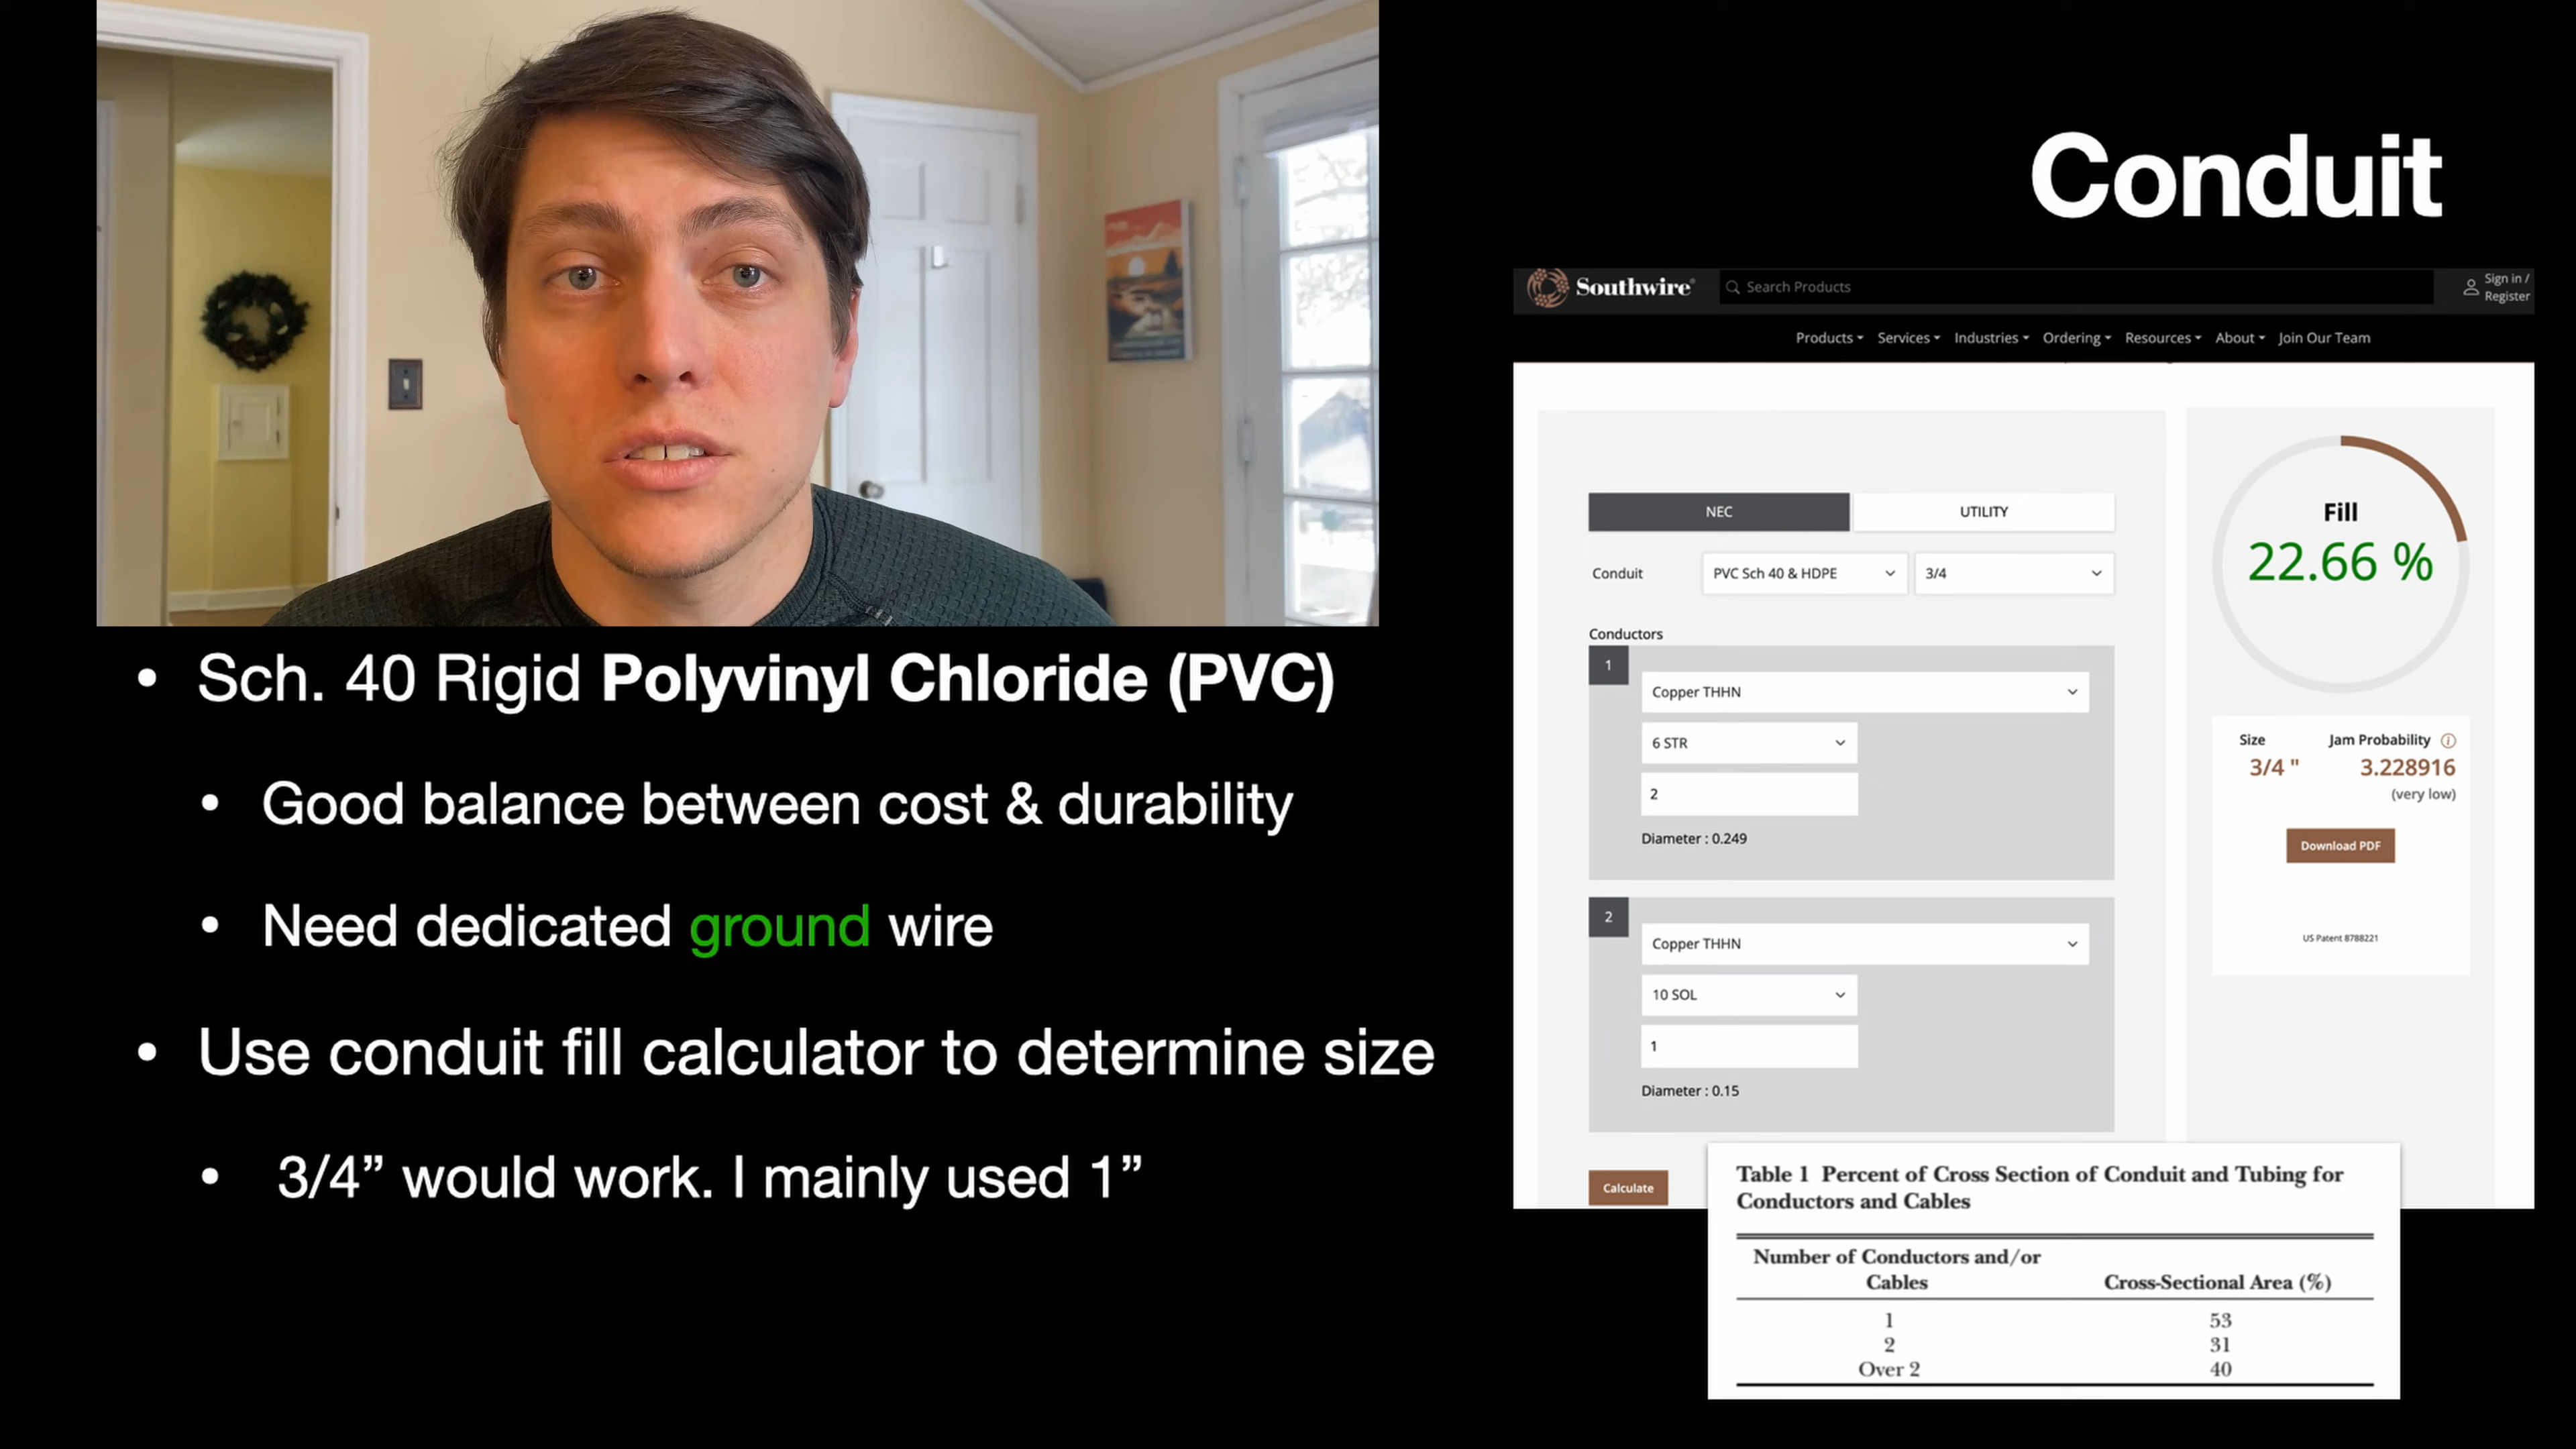 Conduit
• Sch. 40 Rigid Polyvinyl Chloride (PVC)
• Good balance between cost & durability
• Need dedicated ground wire
• Use conduit fill calculator to determine size
• 3/4” would work. I mainly used 1”
Southwire®
Search Products
Sign in /
Register
Products Services Industries Ordering Resources About Join Our Team
NEC UTILITY
Conduit PVC Sch 40 & HDPE 3/4
Conductors
1
Copper THHN
6 STR
2
Diameter : 0.249
2
Copper THHN
10 SOL
1
Diameter : 0.15
Calculate
Fill
22.66 %
Size Jam Probability
3/4 " 3.228916
(very low)
Download PDF
US Patent 8788221
Table 1 Percent of Cross Section of Conduit and Tubing for
Conductors and Cables
Number of Conductors and/or
Cables Cross-Sectional Area (%)
1 53
2 31
Over 2 40